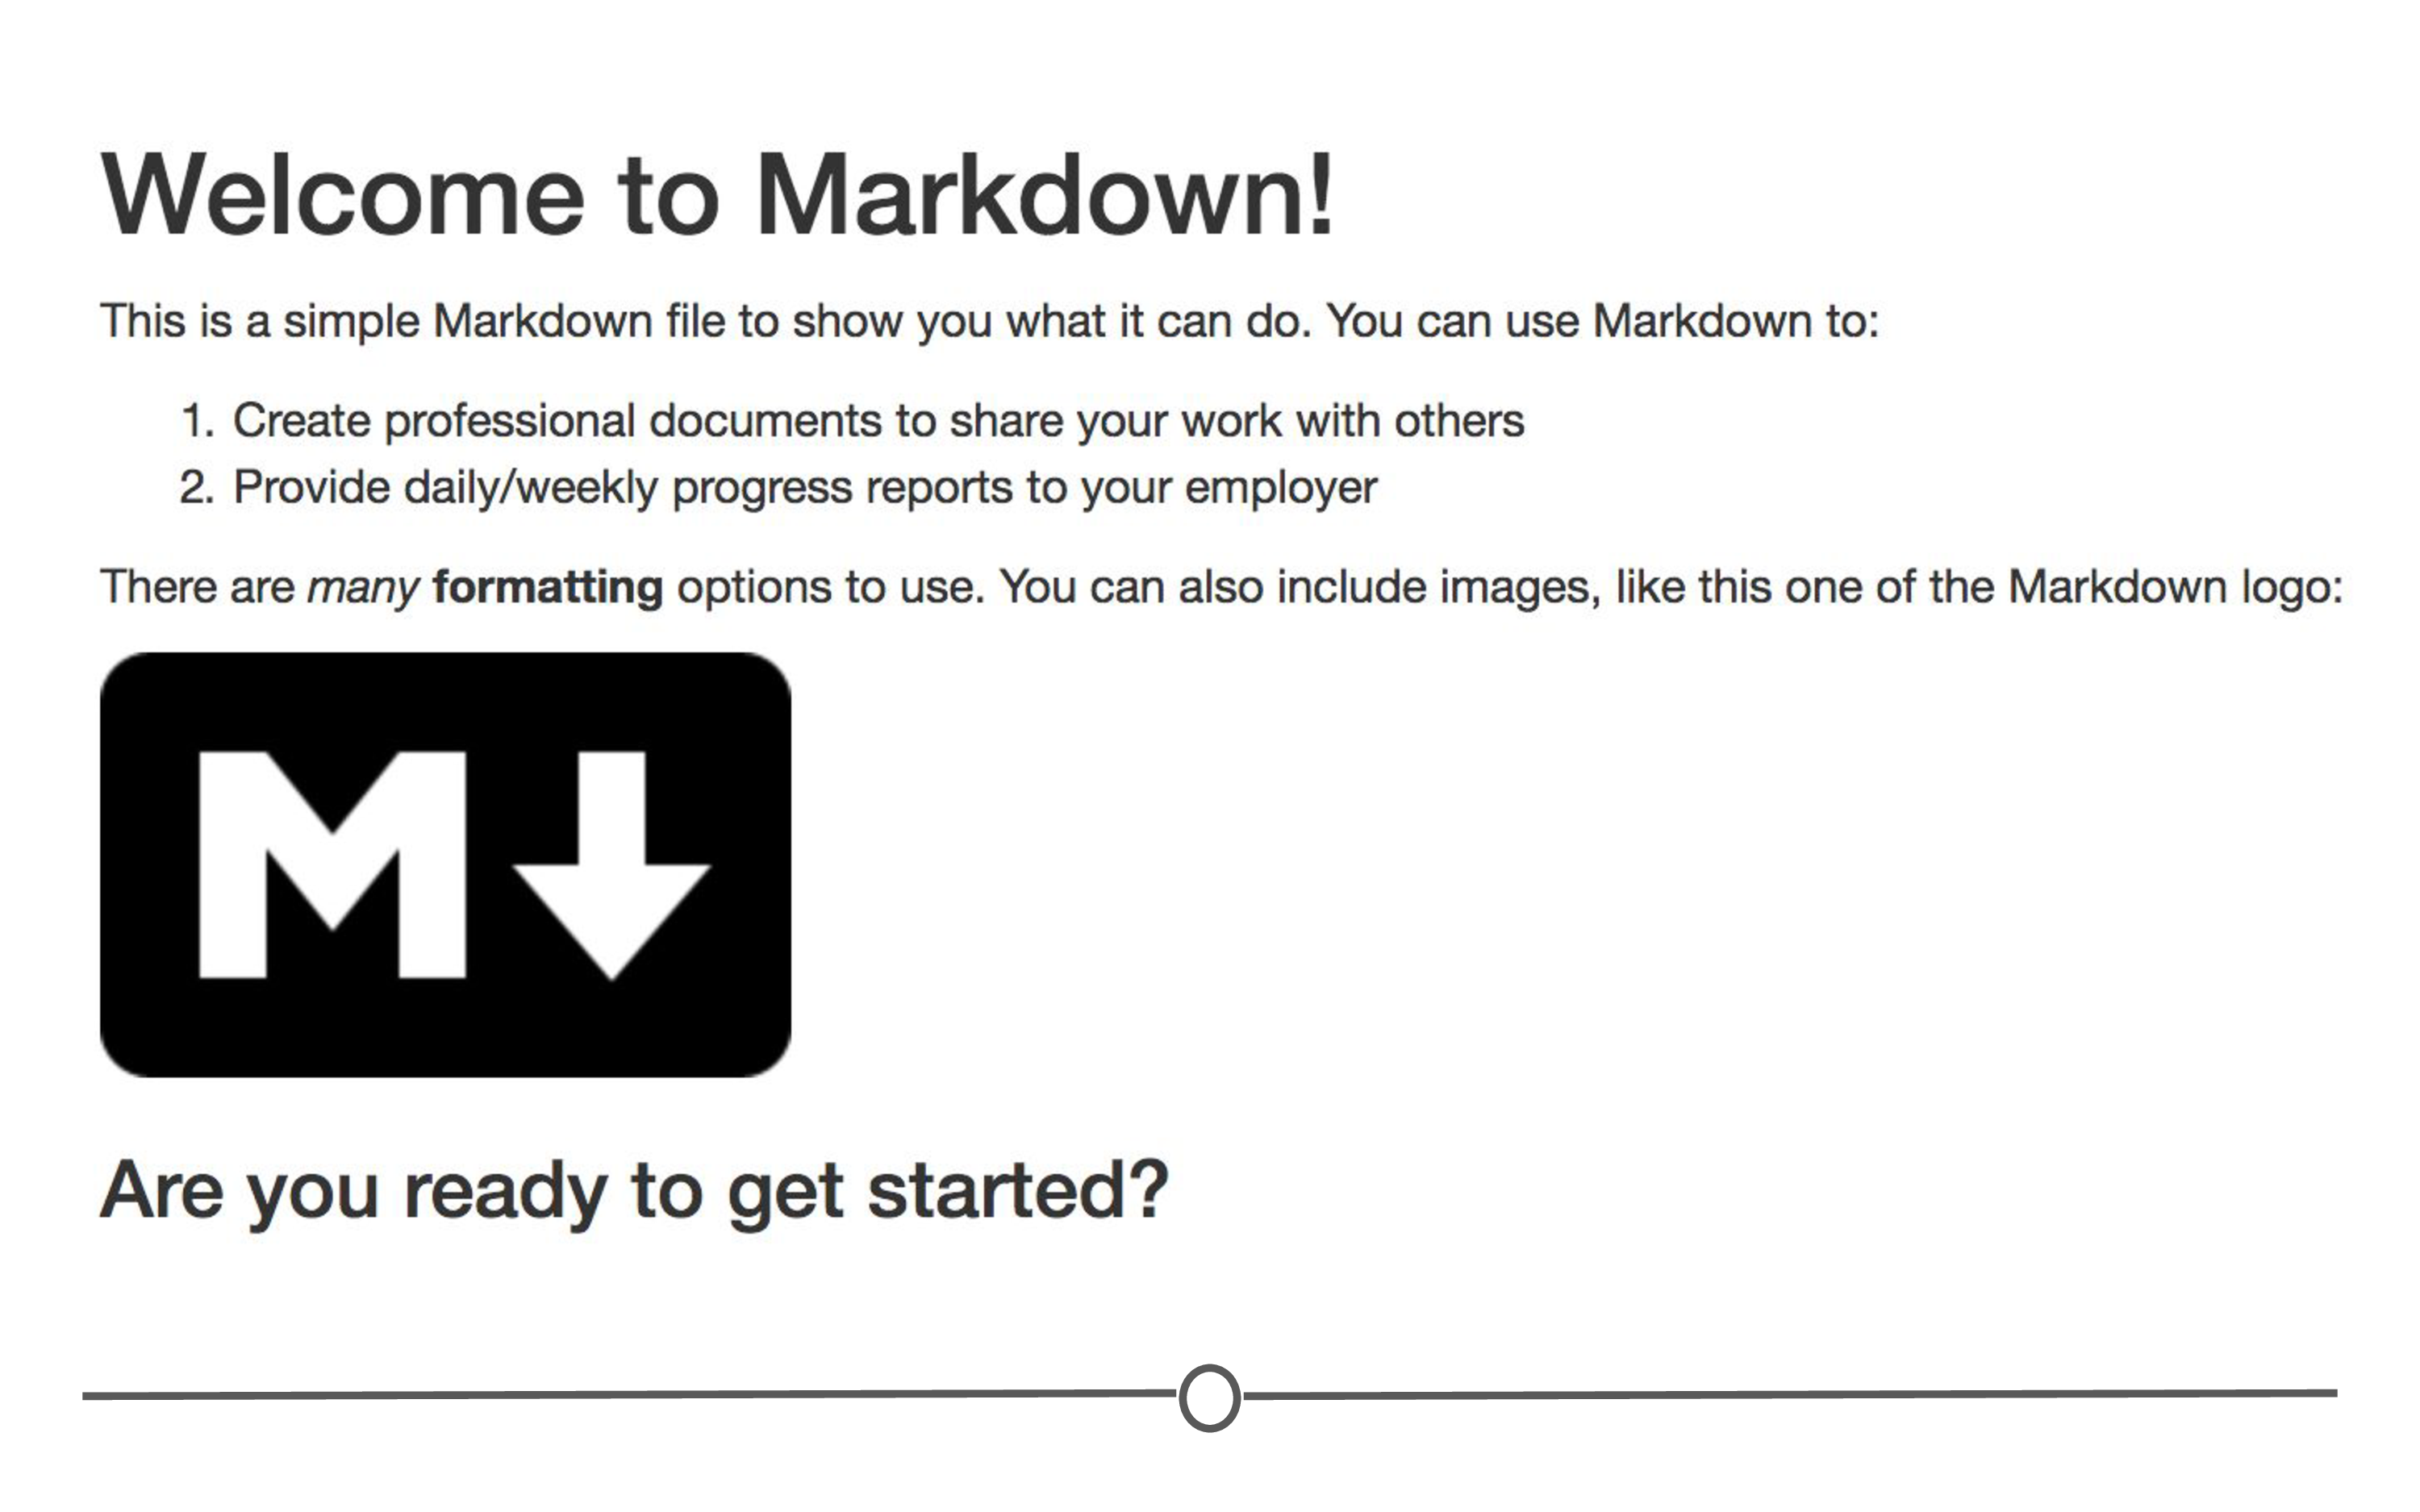 Welcome to Markdown!
This is a simple Markdown file to show you what it can do. You can use Markdown to:
1. Create professional documents to share your work with others
2. Provide daily/weekly progress reports to your employer
There are many formatting options to use. You can also include images, like this one of the Markdown logo:
M
Are you ready to get started?